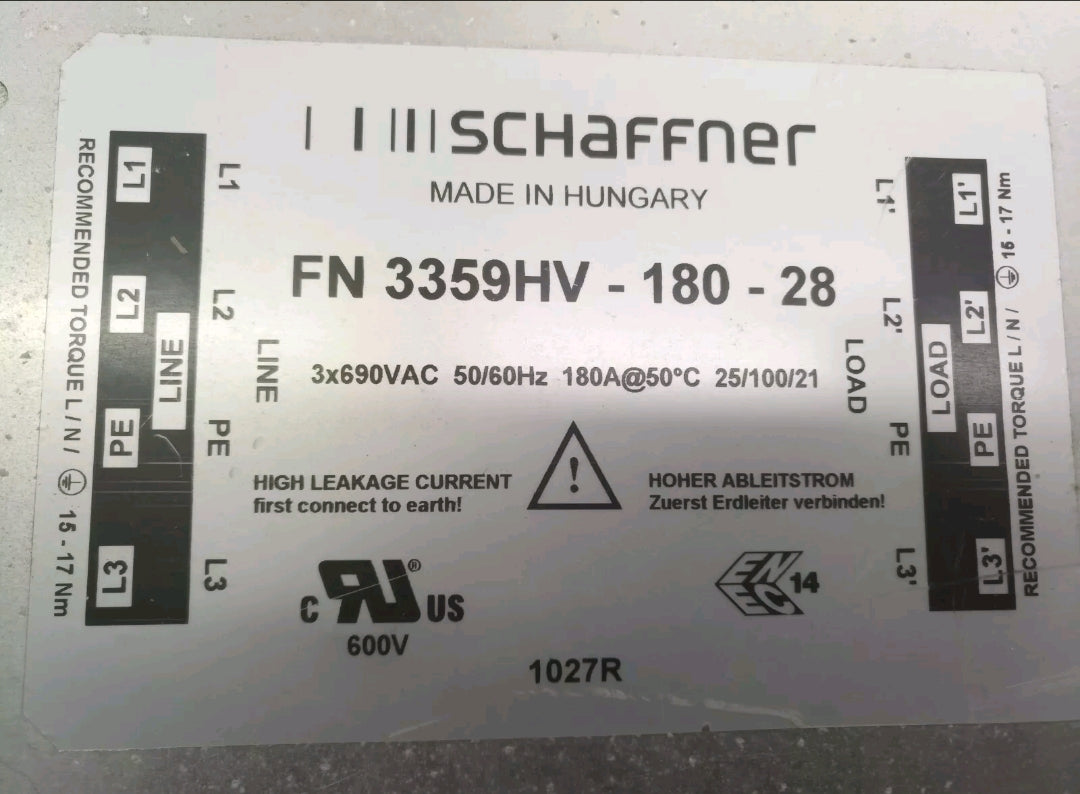 SCHAFFNER
MADE IN HUNGARY
FN 3359HV - 180 - 28
3x690VAC 50/60Hz 180A@50°C 25/100/21
HIGH LEAKAGE CURRENT
first connect to earth!
HOHER ABLEITSTROM
Zuerst Erdleiter verbinden!
C RU® US
600V
ENEC 14
1027R
RECOMMENDED TORQUE L / N / ⏚ 15 - 17 Nm
L1
L2
PE
L3
LINE
L1
L2
PE
L3
LINE
LOAD
L1'
L2'
PE
L3'
LOAD
L1'
L2'
PE
L3'
RECOMMENDED TORQUE L / N / ⏚ 15 - 17 Nm